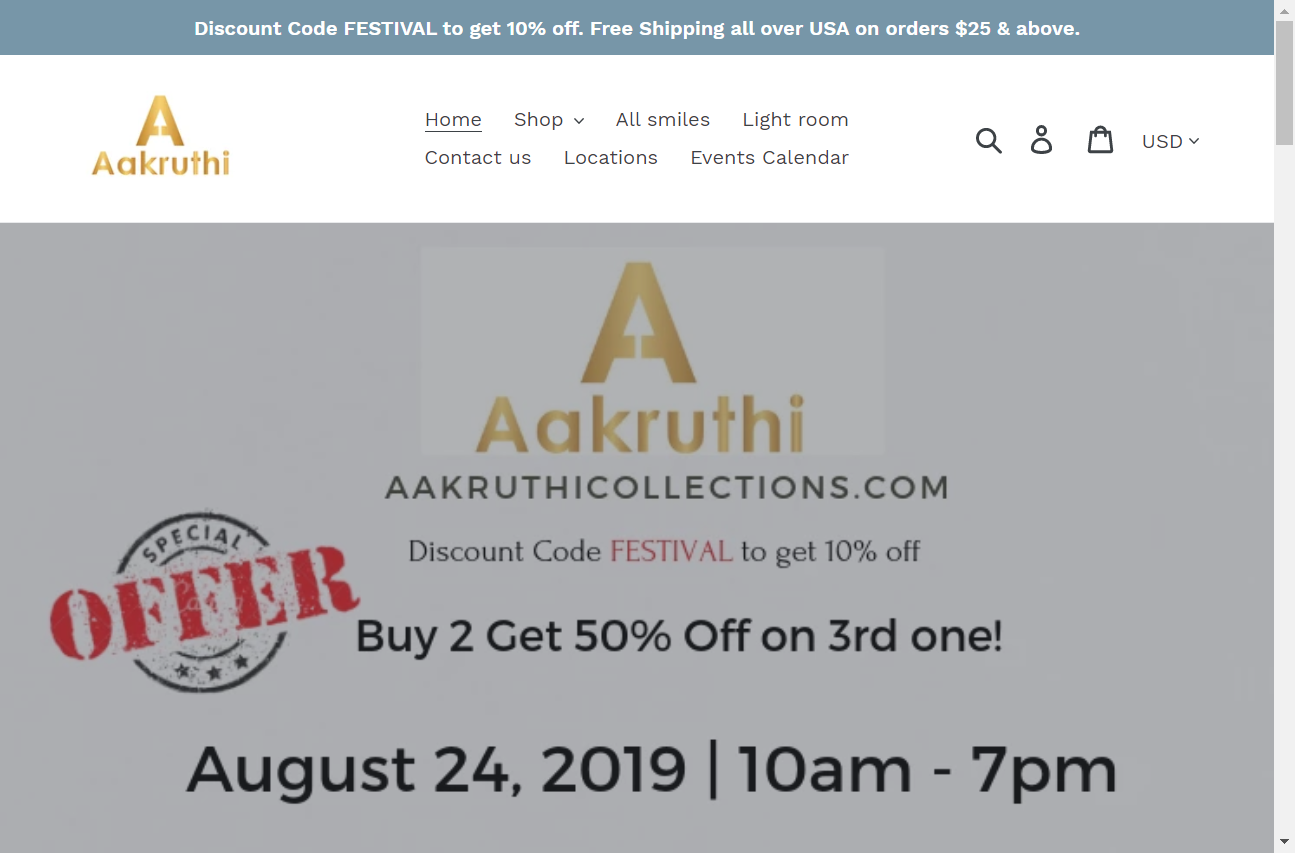 Discount Code FESTIVAL to get 10% off. Free Shipping all over USA on orders $25 & above.
A
Aakruthi
Home Shop All smiles Light room
Contact us Locations Events Calendar
USD
A
Aakruthi
AAKRUTHICOLLECTIONS.COM
Discount Code FESTIVAL to get 10% off
SPECIAL
OFFER
Buy 2 Get 50% Off on 3rd one!
August 24, 2019 | 10am - 7pm